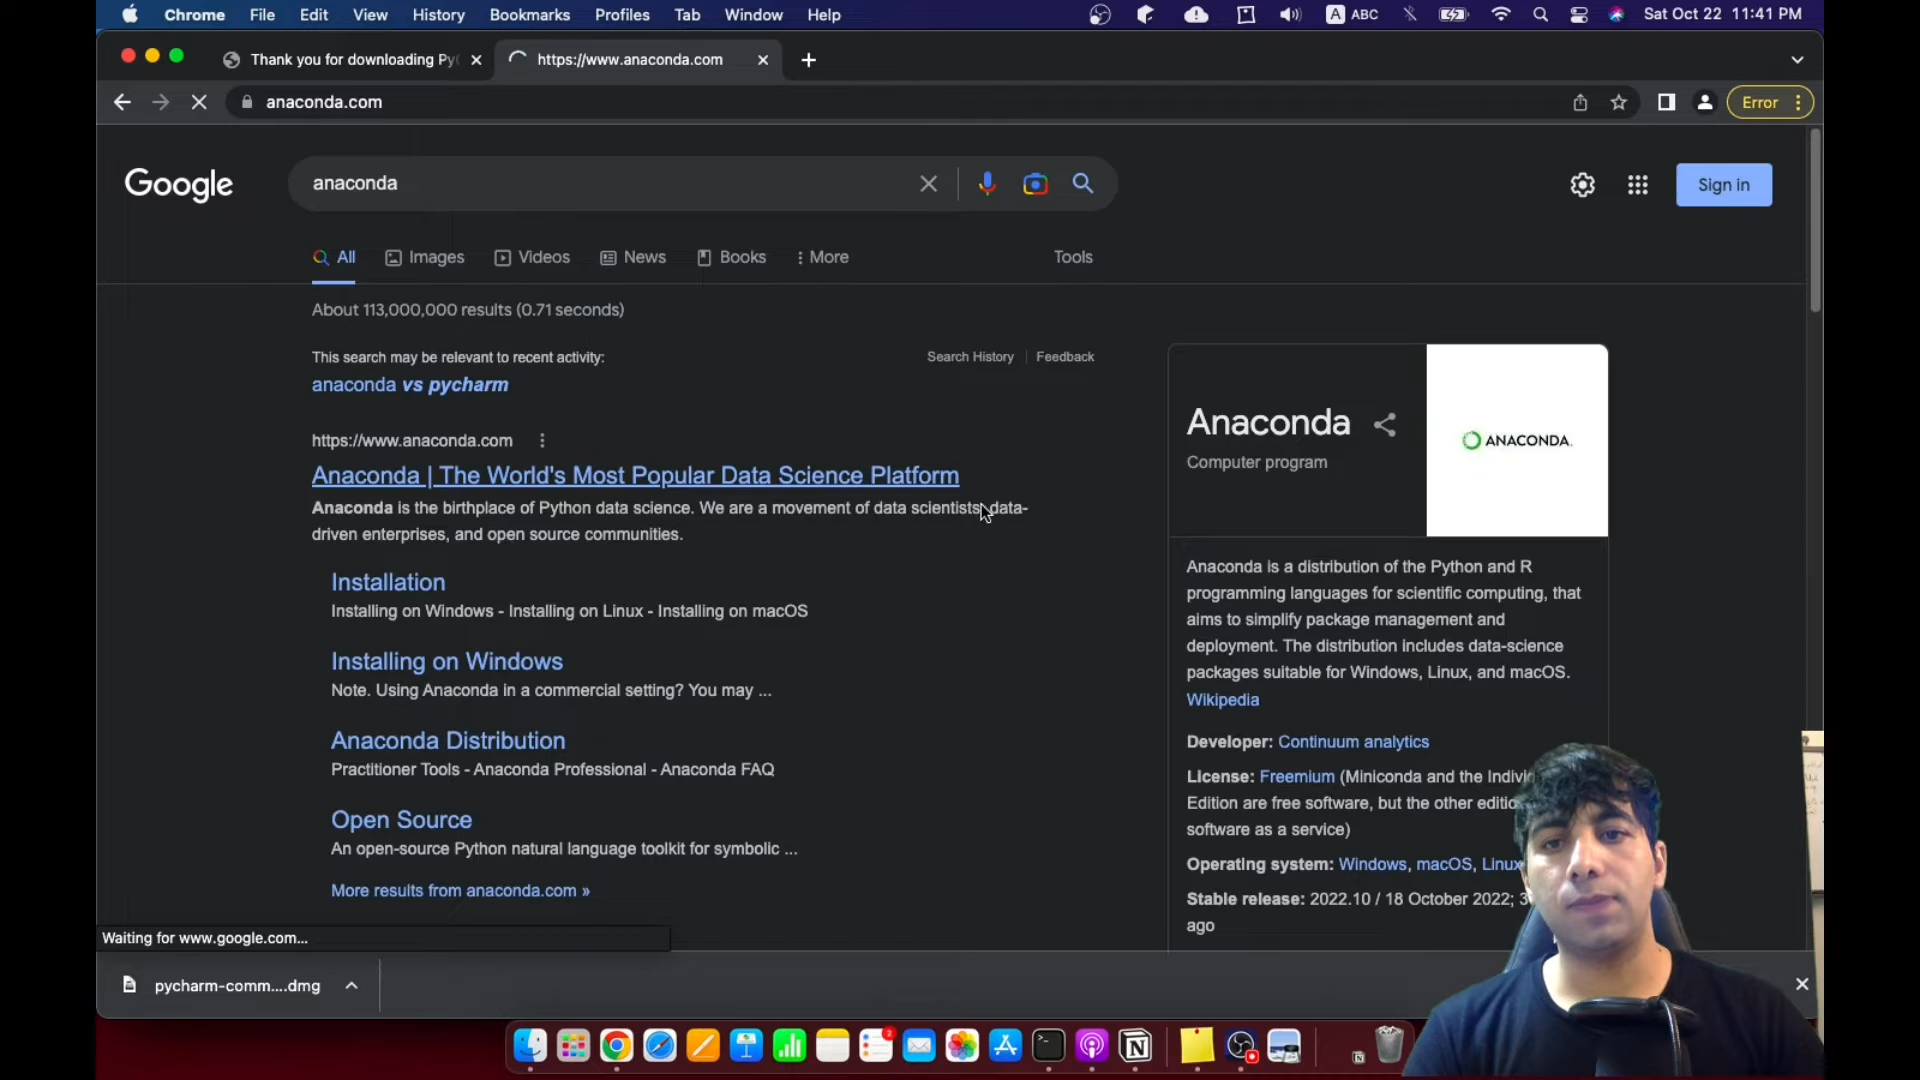 Chrome File Edit View History Bookmarks Profiles Tab Window Help
A ABC
Sat Oct 22 11:41 PM
Thank you for downloading Py
https://www.anaconda.com
anaconda.com
Error
Google
anaconda
Sign in
All Images Videos News Books More
Tools
About 113,000,000 results (0.71 seconds)
This search may be relevant to recent activity:
Search History
Feedback
anaconda vs pycharm
https://www.anaconda.com
Anaconda | The World's Most Popular Data Science Platform
Anaconda is the birthplace of Python data science. We are a movement of data scientists, data-
driven enterprises, and open source communities.
Installation
Installing on Windows - Installing on Linux - Installing on macOS
Installing on Windows
Note. Using Anaconda in a commercial setting? You may ...
Anaconda Distribution
Practitioner Tools - Anaconda Professional - Anaconda FAQ
Open Source
An open-source Python natural language toolkit for symbolic ...
More results from anaconda.com »
Anaconda
Computer program
ANACONDA.
Anaconda is a distribution of the Python and R
programming languages for scientific computing, that
aims to simplify package management and
deployment. The distribution includes data-science
packages suitable for Windows, Linux, and macOS.
Wikipedia
Developer: Continuum analytics
License: Freemium (Miniconda and the Indivi
Edition are free software, but the other editio
software as a service)
Operating system: Windows, macOS, Linux
Stable release: 2022.10 / 18 October 2022; 3
ago
Waiting for www.google.com...
pycharm-comm....dmg
2